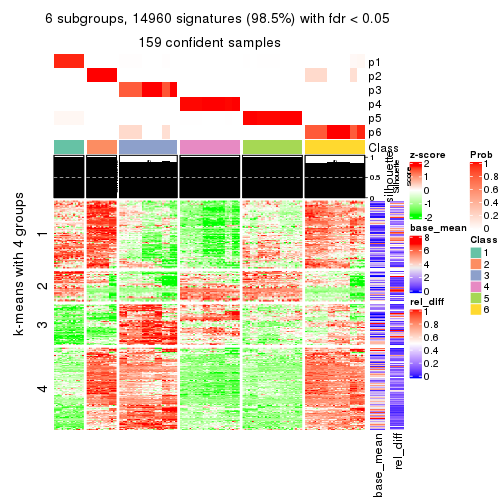 6 subgroups, 14960 signatures (98.5%) with fdr < 0.05
159 confident samples
p1
p2
p3
p4
p5
p6
Class
1
0.5
0
silhouette
Silhouette
score
k-means with 4 groups
1
2
3
4
base_mean
rel_diff
z-score
2
1
0
-1
-2
base_mean
8
6
4
2
0
rel_diff
1
0.8
0.6
0.4
0.2
0
Prob
1
0.8
0.6
0.4
0.2
0
Class
1
2
3
4
5
6